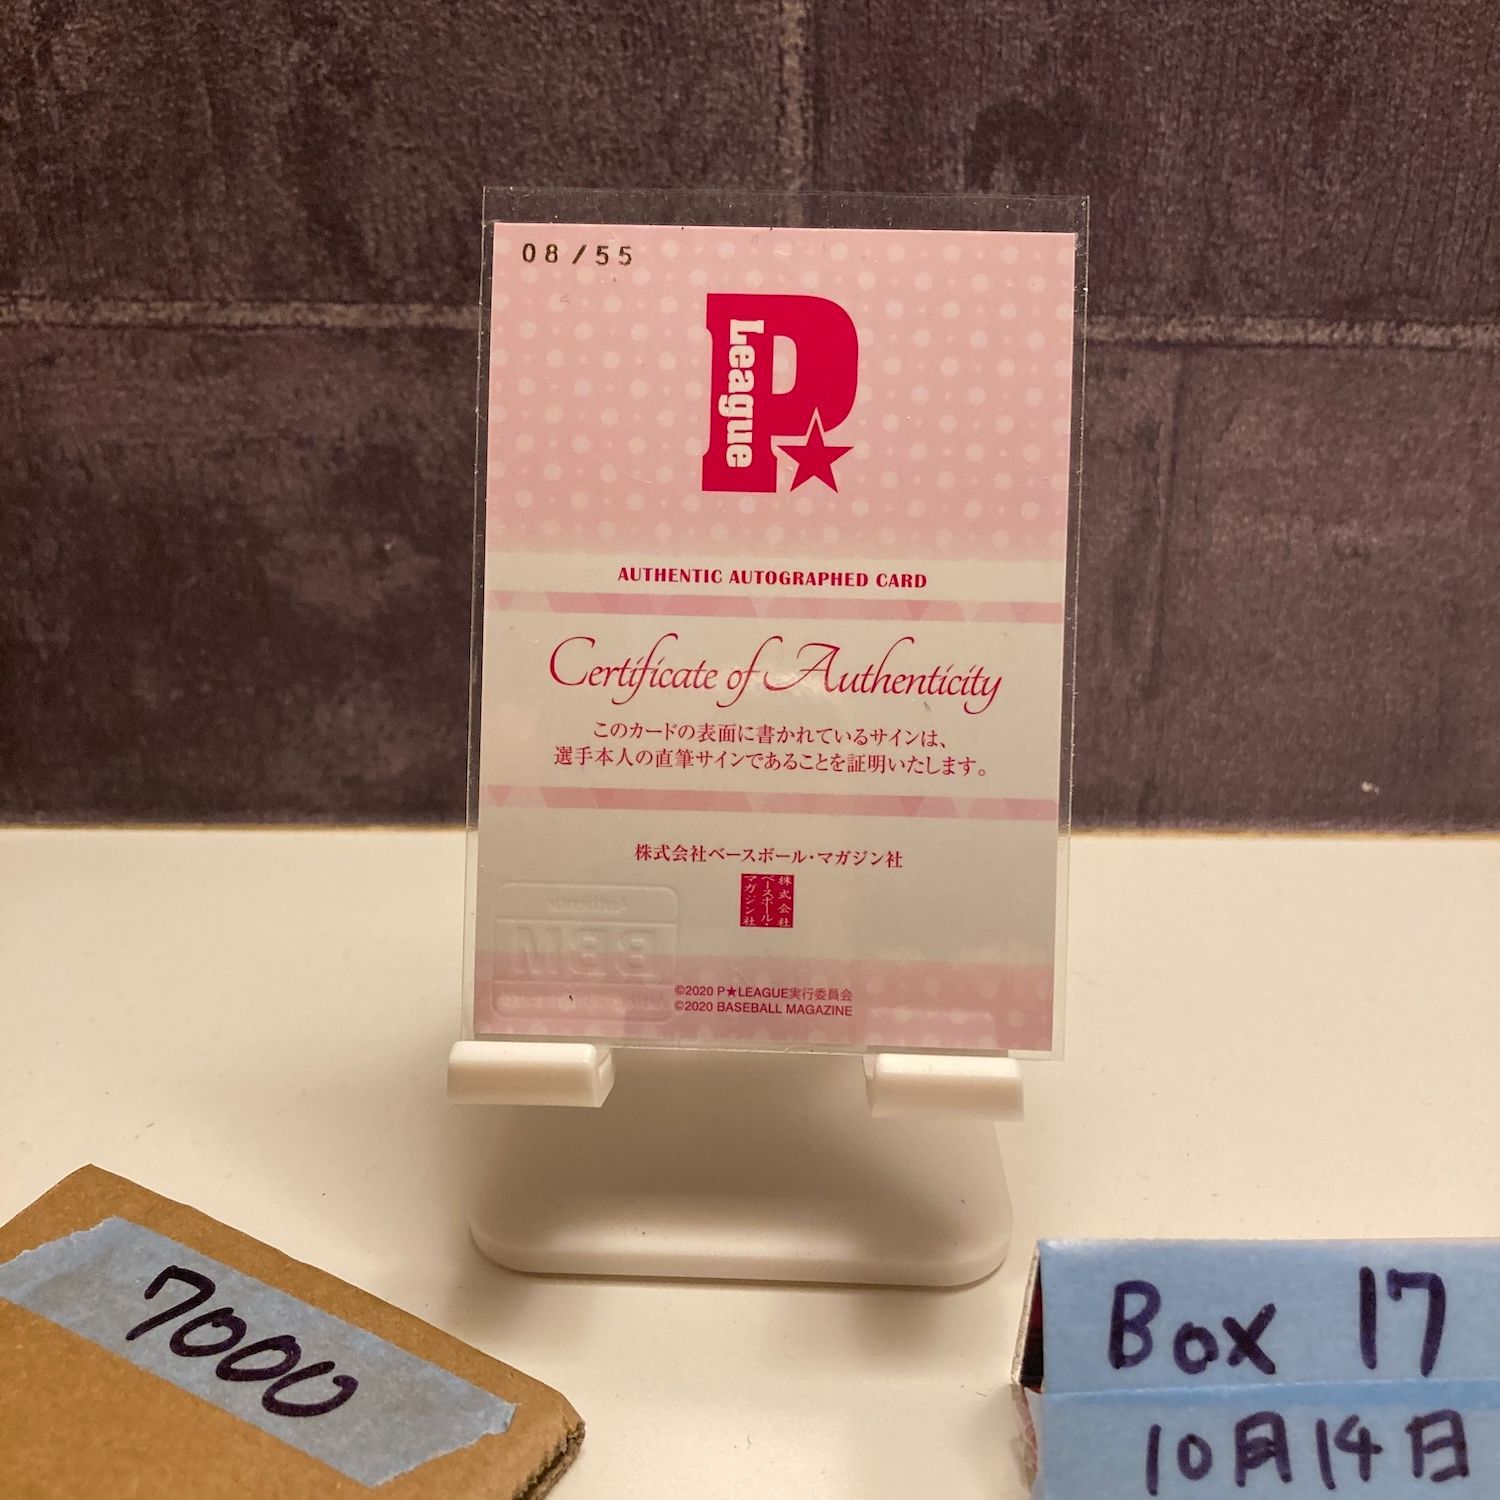 08/55
P League
AUTHENTIC AUTOGRAPHED CARD
Certificate of Authenticity
このカードの表面に書かれているサインは、
選手本人の直筆サインであることを証明いたします。
株式会社ベースボール・マガジン社
株式会社
ベースボール・
マガジン社
BBM
©2020 P★LEAGUE実行委員会
©2020 BASEBALL MAGAZINE
7000
Box 17
10月14日